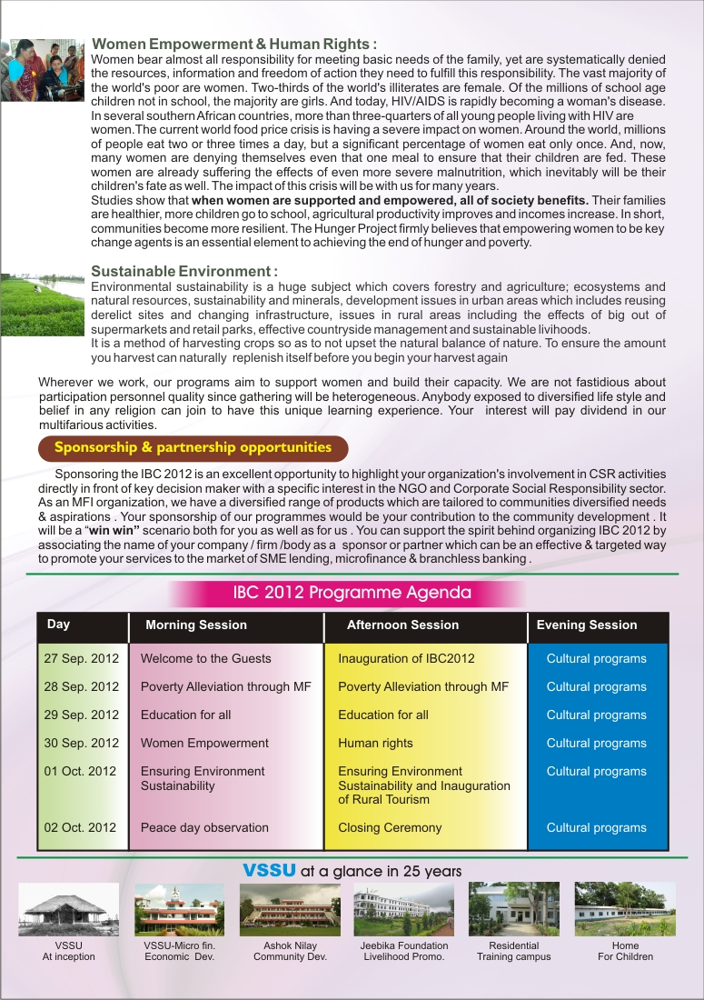 Women Empowerment & Human Rights :
Women bear almost all responsibility for meeting basic needs of the family, yet are systematically denied
the resources, information and freedom of action they need to fulfill this responsibility. The vast majority of
the world's poor are women. Two-thirds of the world's illiterates are female. Of the millions of school age
children not in school, the majority are girls. And today, HIV/AIDS is rapidly becoming a woman's disease.
In several southern African countries, more than three-quarters of all young people living with HIV are
women.The current world food price crisis is having a severe impact on women. Around the world, millions
of people eat two or three times a day, but a significant percentage of women eat only once. And, now,
many women are denying themselves even that one meal to ensure that their children are fed. These
women are already suffering the effects of even more severe malnutrition, which inevitably will be their
children's fate as well. The impact of this crisis will be with us for many years.
Studies show that when women are supported and empowered, all of society benefits. Their families
are healthier, more children go to school, agricultural productivity improves and incomes increase. In short,
communities become more resilient. The Hunger Project firmly believes that empowering women to be key
change agents is an essential element to achieving the end of hunger and poverty.
Sustainable Environment :
Environmental sustainability is a huge subject which covers forestry and agriculture; ecosystems and
natural resources, sustainability and minerals, development issues in urban areas which includes reusing
derelict sites and changing infrastructure, issues in rural areas including the effects of big out of
supermarkets and retail parks, effective countryside management and sustainable livihoods.
It is a method of harvesting crops so as to not upset the natural balance of nature. To ensure the amount
you harvest can naturally replenish itself before you begin your harvest again
Wherever we work, our programs aim to support women and build their capacity. We are not fastidious about
participation personnel quality since gathering will be heterogeneous. Anybody exposed to diversified life style and
belief in any religion can join to have this unique learning experience. Your interest will pay dividend in our
multifarious activities.
Sponsorship & partnership opportunities
Sponsoring the IBC 2012 is an excellent opportunity to highlight your organization's involvement in CSR activities
directly in front of key decision maker with a specific interest in the NGO and Corporate Social Responsibility sector.
As an MFI organization, we have a diversified range of products which are tailored to communities diversified needs
& aspirations . Your sponsorship of our programmes would be your contribution to the community development . It
will be a “win win” scenario both for you as well as for us . You can support the spirit behind organizing IBC 2012 by
associating the name of your company / firm /body as a sponsor or partner which can be an effective & targeted way
to promote your services to the market of SME lending, microfinance & branchless banking .
IBC 2012 Programme Agenda
Day Morning Session Afternoon Session Evening Session
27 Sep. 2012 Welcome to the Guests Inauguration of IBC2012 Cultural programs
28 Sep. 2012 Poverty Alleviation through MF Poverty Alleviation through MF Cultural programs
29 Sep. 2012 Education for all Education for all Cultural programs
30 Sep. 2012 Women Empowerment Human rights Cultural programs
01 Oct. 2012 Ensuring Environment Ensuring Environment Cultural programs
Sustainability Sustainability and Inauguration
of Rural Tourism
02 Oct. 2012 Peace day observation Closing Ceremony Cultural programs
VSSU at a glance in 25 years
VSSU VSSU-Micro fin. Ashok Nilay Jeebika Foundation Residential Home
At inception Economic Dev. Community Dev. Livelihood Promo. Training campus For Children